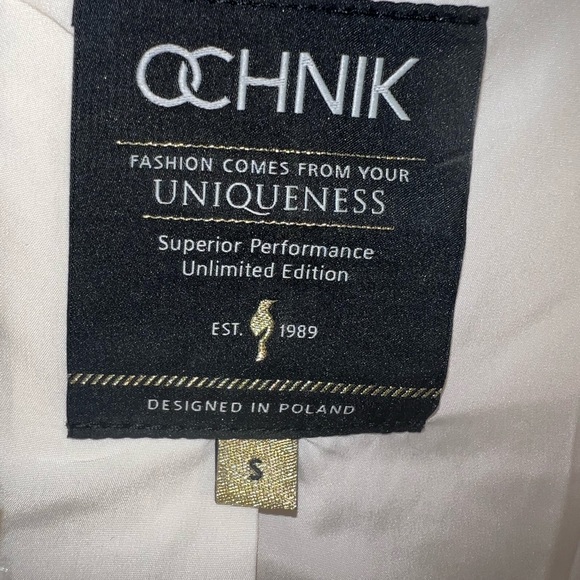 OCHNIK
FASHION COMES FROM YOUR
UNIQUENESS
Superior Performance
Unlimited Edition
EST. 1989
DESIGNED IN POLAND
S